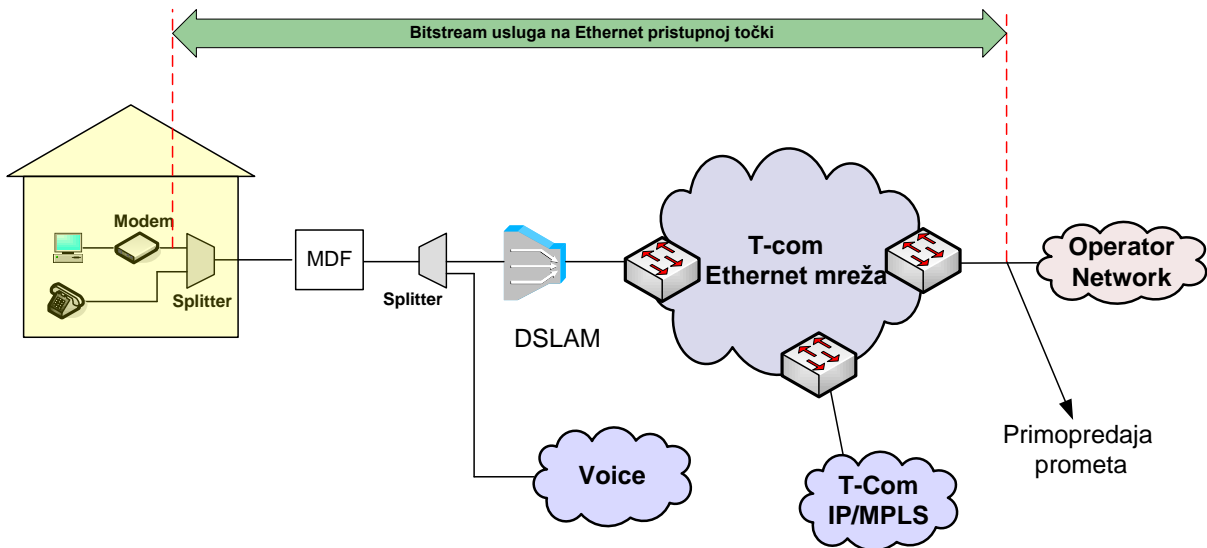 Bitstream usluga na Ethernet pristupnoj točki
Modem
Splitter
MDF
Splitter
DSLAM
T-com
Ethernet mreža
Operator
Network
Voice
T-Com
IP/MPLS
Primopredaja
prometa